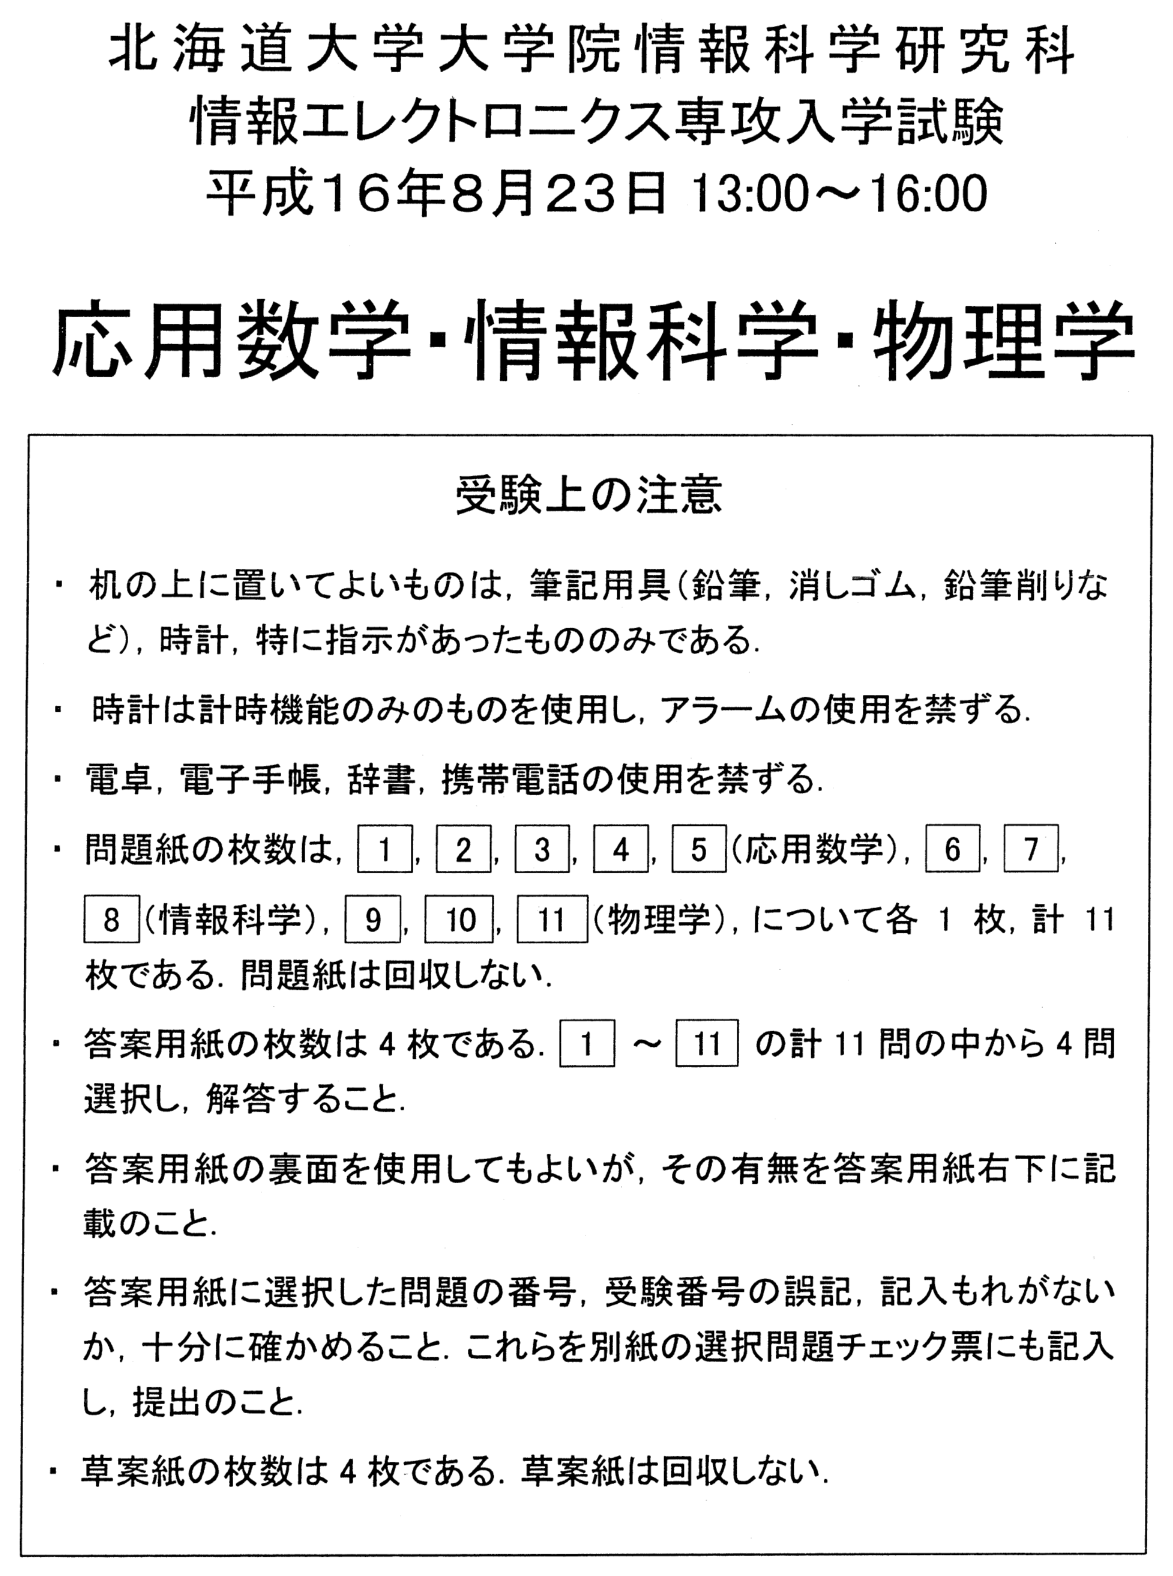 北海道大学大学院情報科学研究科
情報エレクトロニクス専攻入学試験
平成16年8月23日 13:00～16:00
応用数学・情報科学・物理学
受験上の注意
・ 机の上に置いてよいものは, 筆記用具(鉛筆, 消しゴム, 鉛筆削りな
ど), 時計, 特に指示があったもののみである.
・ 時計は計時機能のみのものを使用し, アラームの使用を禁ずる.
・ 電卓, 電子手帳, 辞書, 携帯電話の使用を禁ずる.
・ 問題紙の枚数は, 1, 2, 3, 4, 5(応用数学), 6, 7,
8(情報科学), 9, 10, 11(物理学), について各 1 枚, 計 11
枚である. 問題紙は回収しない.
・ 答案用紙の枚数は 4 枚である. 1 ～ 11 の計 11 問の中から 4 問
選択し, 解答すること.
・ 答案用紙の裏面を使用してもよいが, その有無を答案用紙右下に記
載のこと.
・ 答案用紙に選択した問題の番号, 受験番号の誤記, 記入もれがない
か, 十分に確かめること. これらを別紙の選択問題チェック票にも記入
し, 提出のこと.
・ 草案紙の枚数は 4 枚である. 草案紙は回収しない.